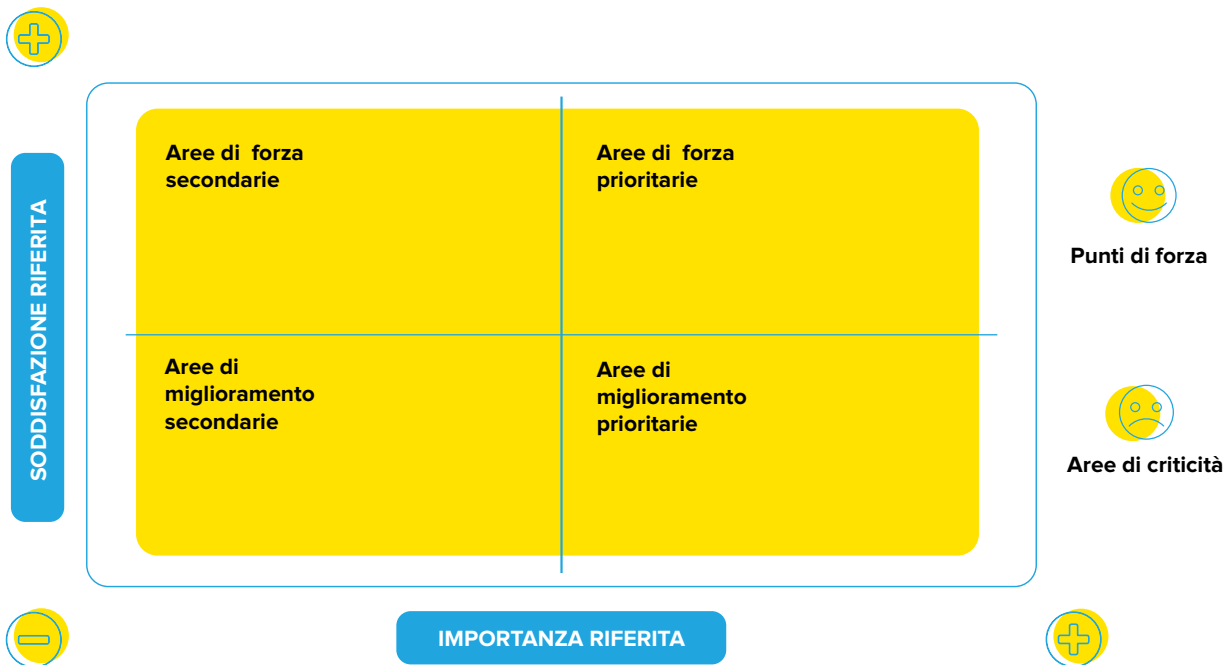 Aree di forza
secondarie
Aree di forza
prioritarie
SODDISFAZIONE RIFERITA
Punti di forza
Aree di
miglioramento
secondarie
Aree di
miglioramento
prioritarie
Aree di criticità
IMPORTANZA RIFERITA